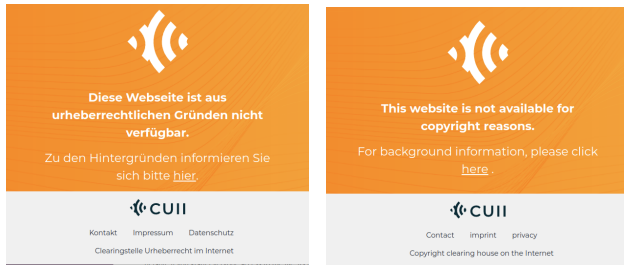 Diese Webseite ist aus
urheberrechtlichen Gründen nicht
verfügbar.
Zu den Hintergründen informieren Sie
sich bitte hier.
CUII
Kontakt Impressum Datenschutz
Clearingstelle Urheberrecht im Internet
This website is not available for
copyright reasons.
For background information, please click
here .
CUII
Contact imprint privacy
Copyright clearing house on the Internet